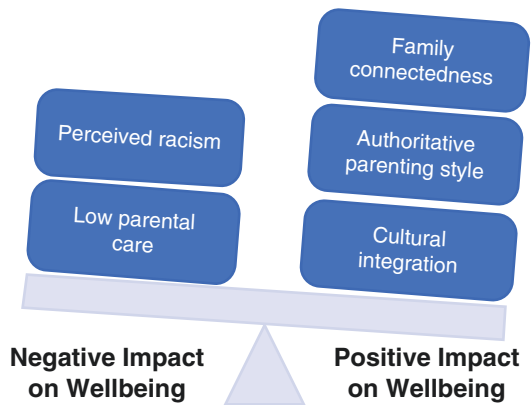 Family
connectedness
Perceived racism
Authoritative
parenting style
Low parental
care
Cultural
integration
Negative Impact
on Wellbeing
Positive Impact
on Wellbeing